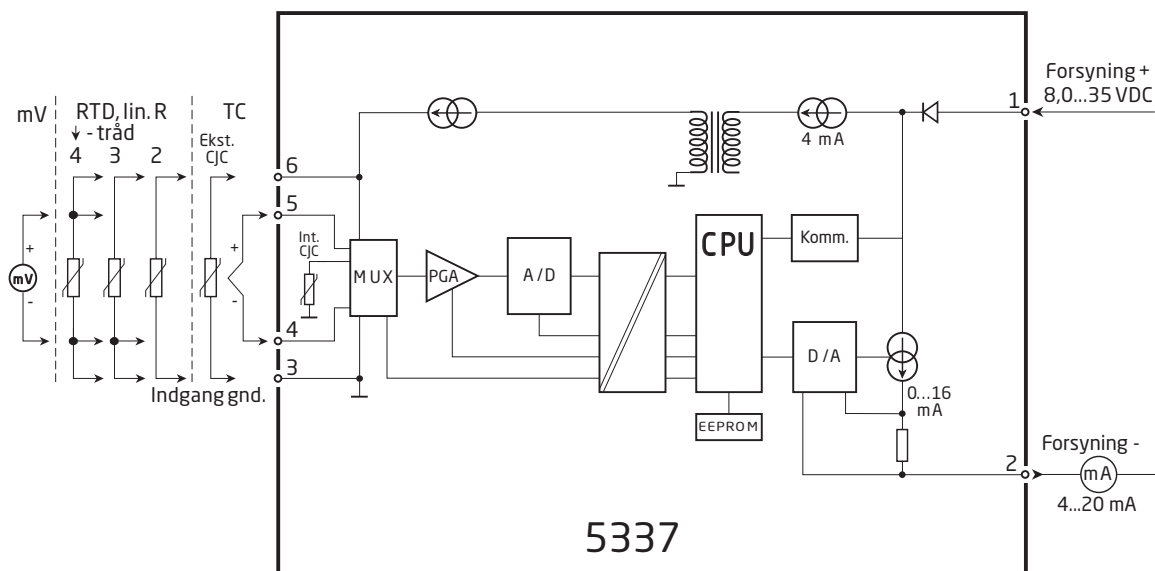 mV
RTD, lin. R
- tråd
4
3
2
TC
Ekst.
CJC
+
-
mV
+
-
Indgang gnd.
6
5
4
3
Int.
CJC
MUX
PGA
A/D
CPU
Komm.
D/A
EEPROM
4 mA
0...16
mA
1
Forsyning +
8,0...35 VDC
2
Forsyning -
mA
4...20 mA
5337